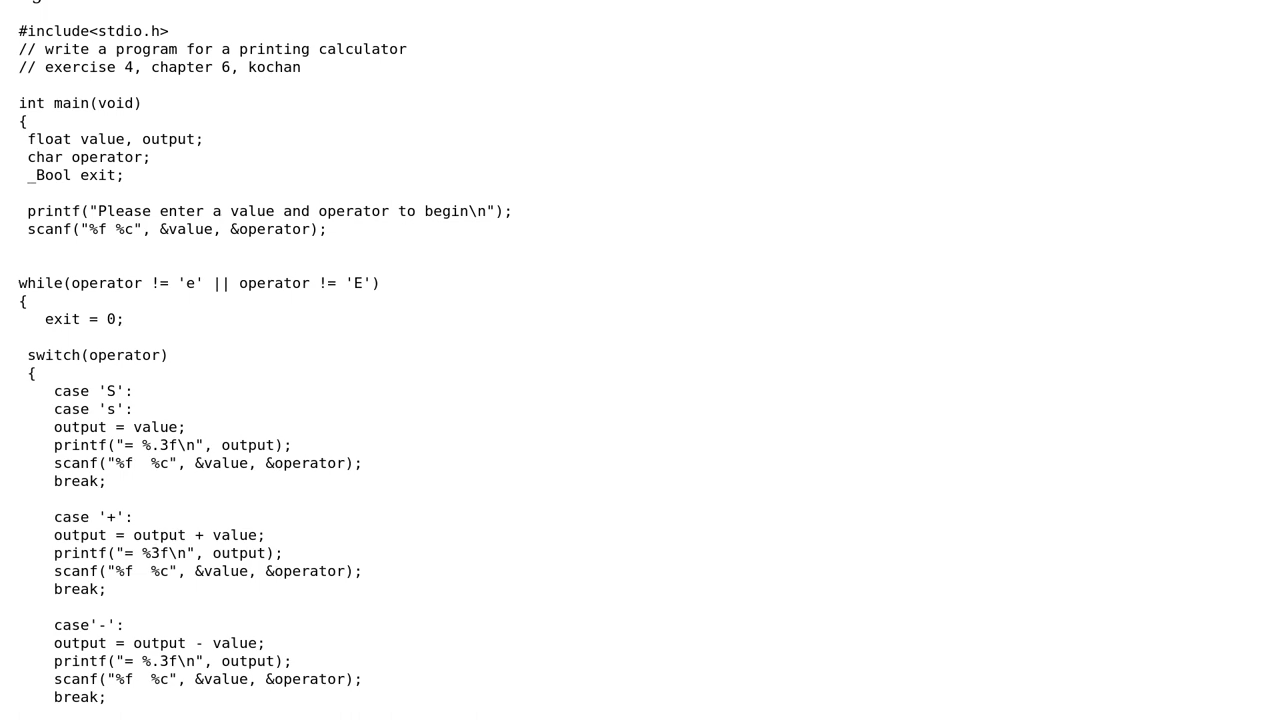 #include<stdio.h>
// write a program for a printing calculator
// exercise 4, chapter 6, kochan

int main(void)
{
 float value, output;
 char operator;
 _Bool exit;

 printf("Please enter a value and operator to begin\n");
 scanf("%f %c", &value, &operator);


while(operator != 'e' || operator != 'E')
{
   exit = 0;

 switch(operator)
 {
    case 'S':
    case 's':
    output = value;
    printf("= %.3f\n", output);
    scanf("%f  %c", &value, &operator);
    break;

    case '+':
    output = output + value;
    printf("= %3f\n", output);
    scanf("%f  %c", &value, &operator);
    break;

    case'-':
    output = output - value;
    printf("= %.3f\n", output);
    scanf("%f  %c", &value, &operator);
    break;